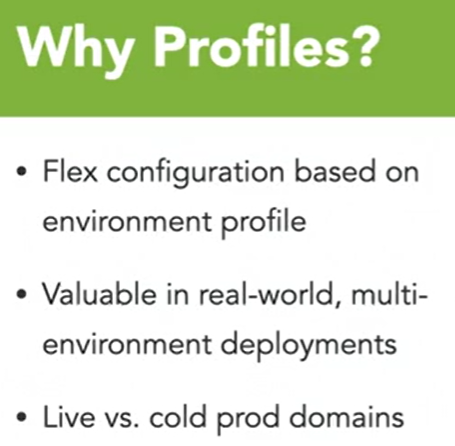 Why Profiles?
• Flex configuration based on
environment profile
• Valuable in real-world, multi-
environment deployments
• Live vs. cold prod domains